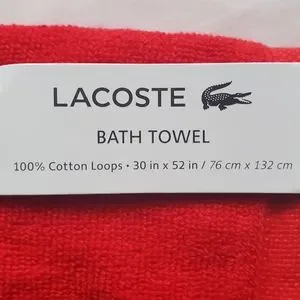 LACOSTE
BATH TOWEL
100% Cotton Loops • 30 in x 52 in / 76 cm x 132 cm